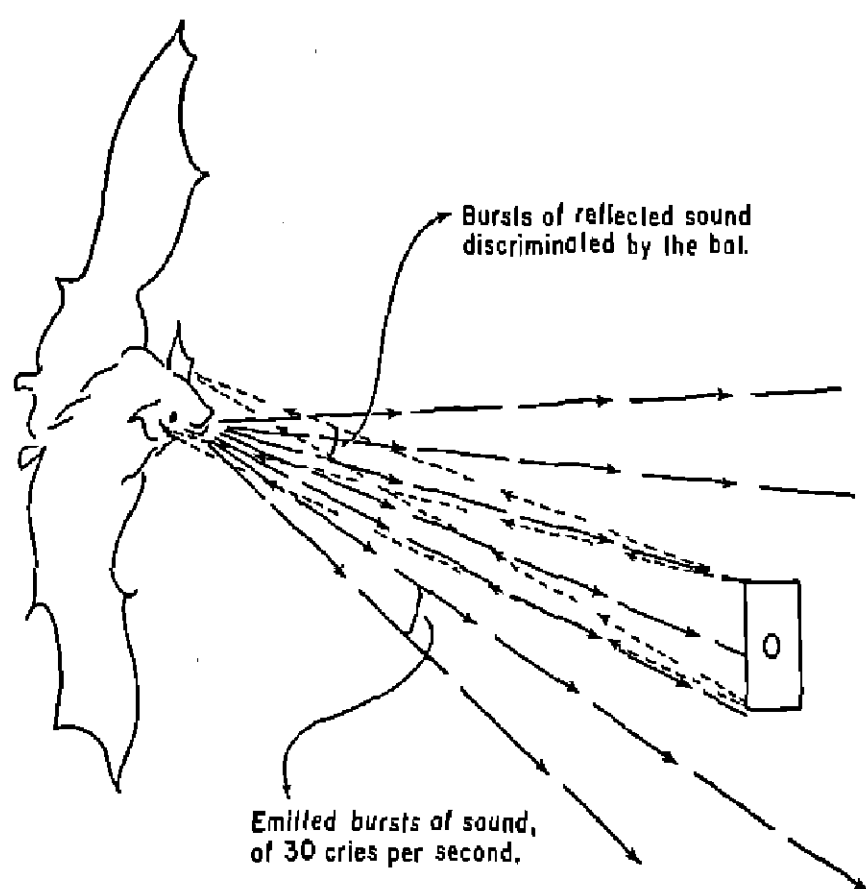 Bursts of reflected sound
discriminated by the bat.
O
Emitted bursts of sound,
of 30 cries per second.